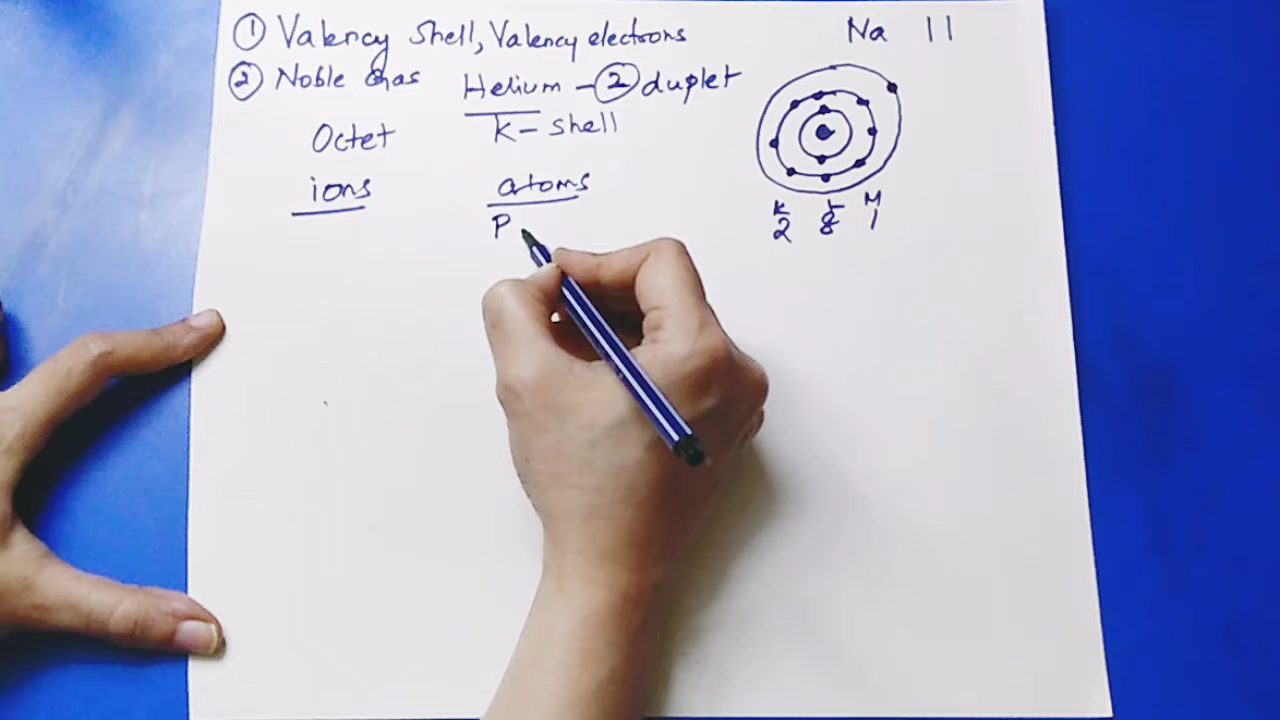 ① Valency Shell, Valency electrons
② Noble Gas Helium - ② duplet
K - Shell
Octet
ions
atoms
P
Na 11
K L M
2 8 1